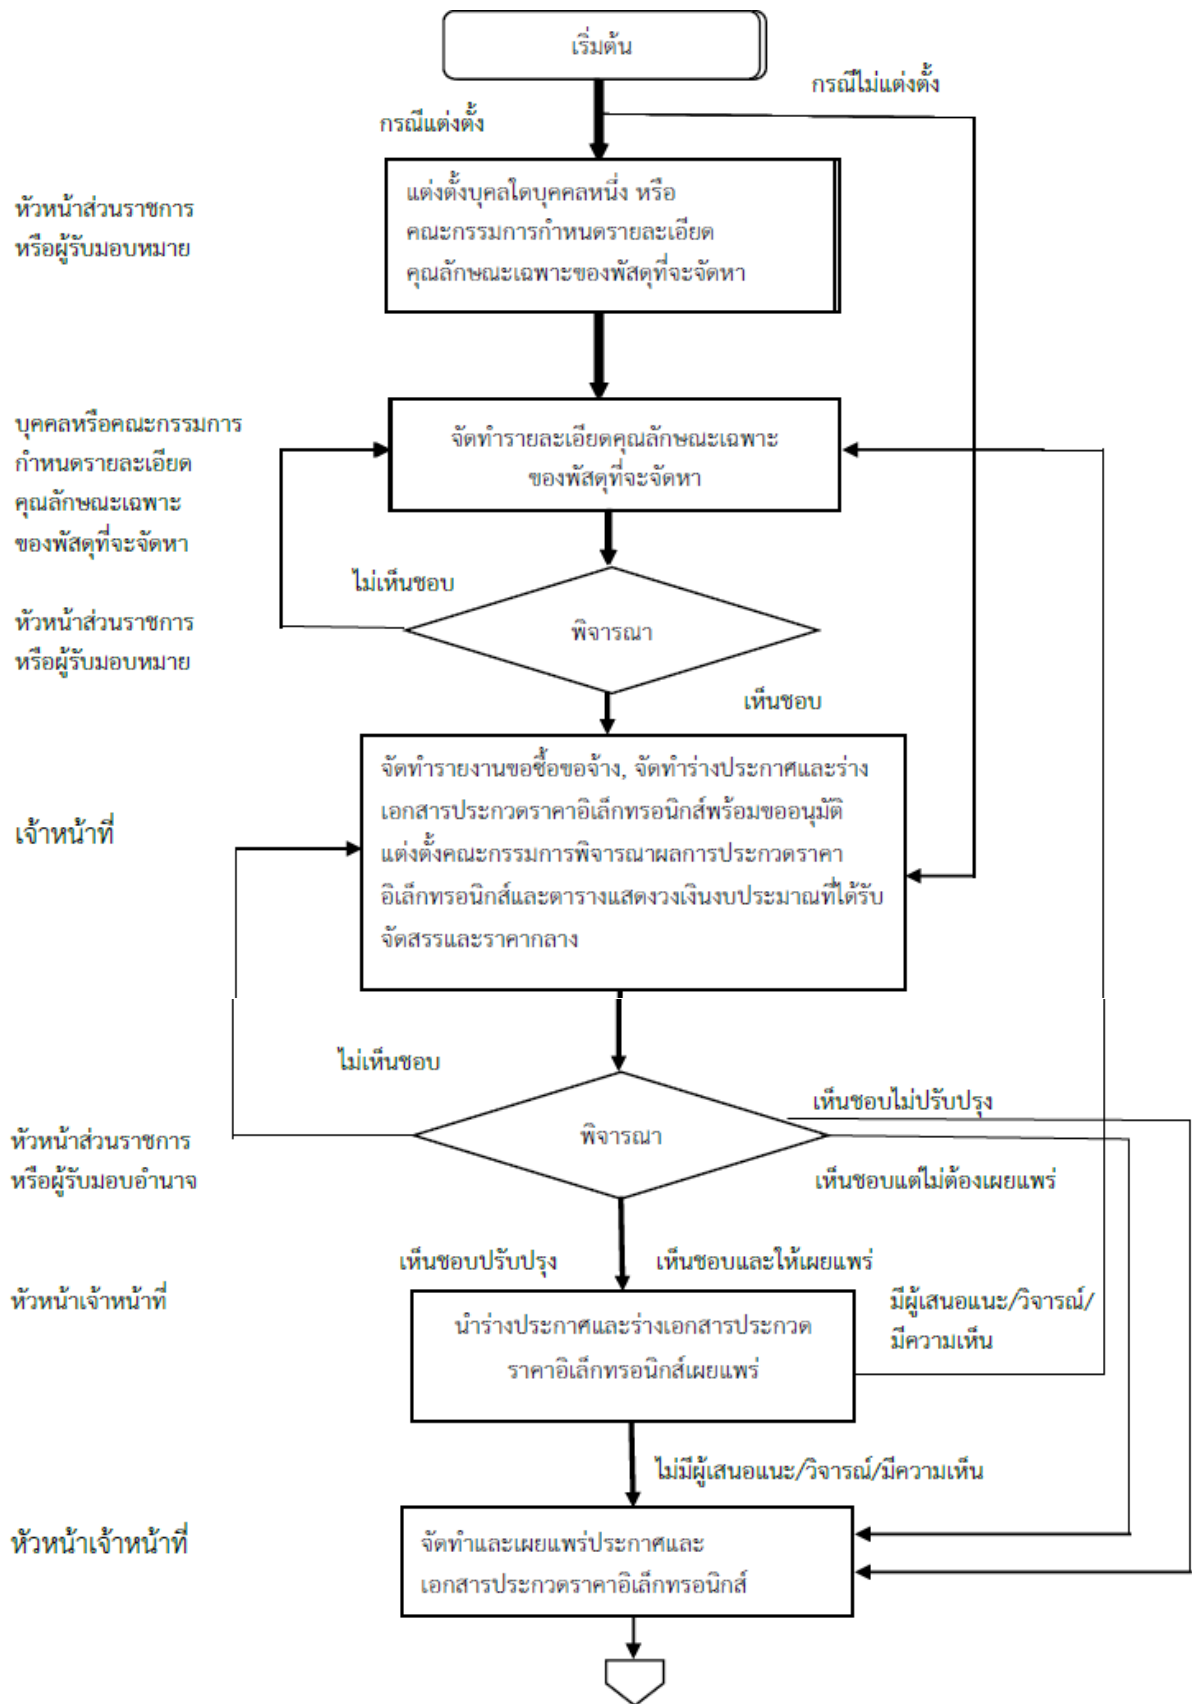 เริ่มต้น
กรณีไม่แต่งตั้ง
กรณีแต่งตั้ง
หัวหน้าส่วนราชการ
หรือผู้รับมอบหมาย
แต่งตั้งบุคลใดบุคคลหนึ่ง หรือ
คณะกรรมการกำหนดรายละเอียด
คุณลักษณะเฉพาะของพัสดุที่จะจัดหา
บุคคลหรือคณะกรรมการ
กำหนดรายละเอียด
คุณลักษณะเฉพาะ
ของพัสดุที่จะจัดหา
จัดทำรายละเอียดคุณลักษณะเฉพาะ
ของพัสดุที่จะจัดหา
ไม่เห็นชอบ
หัวหน้าส่วนราชการ
หรือผู้รับมอบหมาย
พิจารณา
เห็นชอบ
เจ้าหน้าที่
จัดทำรายงานขอซื้อขอจ้าง, จัดทำร่างประกาศและร่าง
เอกสารประกวดราคาอิเล็กทรอนิกส์พร้อมขออนุมัติ
แต่งตั้งคณะกรรมการพิจารณาผลการประกวดราคา
อิเล็กทรอนิกส์และตารางแสดงวงเงินงบประมาณที่ได้รับ
จัดสรรและราคากลาง
ไม่เห็นชอบ
เห็นชอบไม่ปรับปรุง
หัวหน้าส่วนราชการ
หรือผู้รับมอบอำนาจ
พิจารณา
เห็นชอบแต่ไม่ต้องเผยแพร่
เห็นชอบปรับปรุง
เห็นชอบและให้เผยแพร่
หัวหน้าเจ้าหน้าที่
มีผู้เสนอแนะ/วิจารณ์/
มีความเห็น
นำร่างประกาศและร่างเอกสารประกวด
ราคาอิเล็กทรอนิกส์เผยแพร่
ไม่มีผู้เสนอแนะ/วิจารณ์/มีความเห็น
หัวหน้าเจ้าหน้าที่
จัดทำและเผยแพร่ประกาศและ
เอกสารประกวดราคาอิเล็กทรอนิกส์